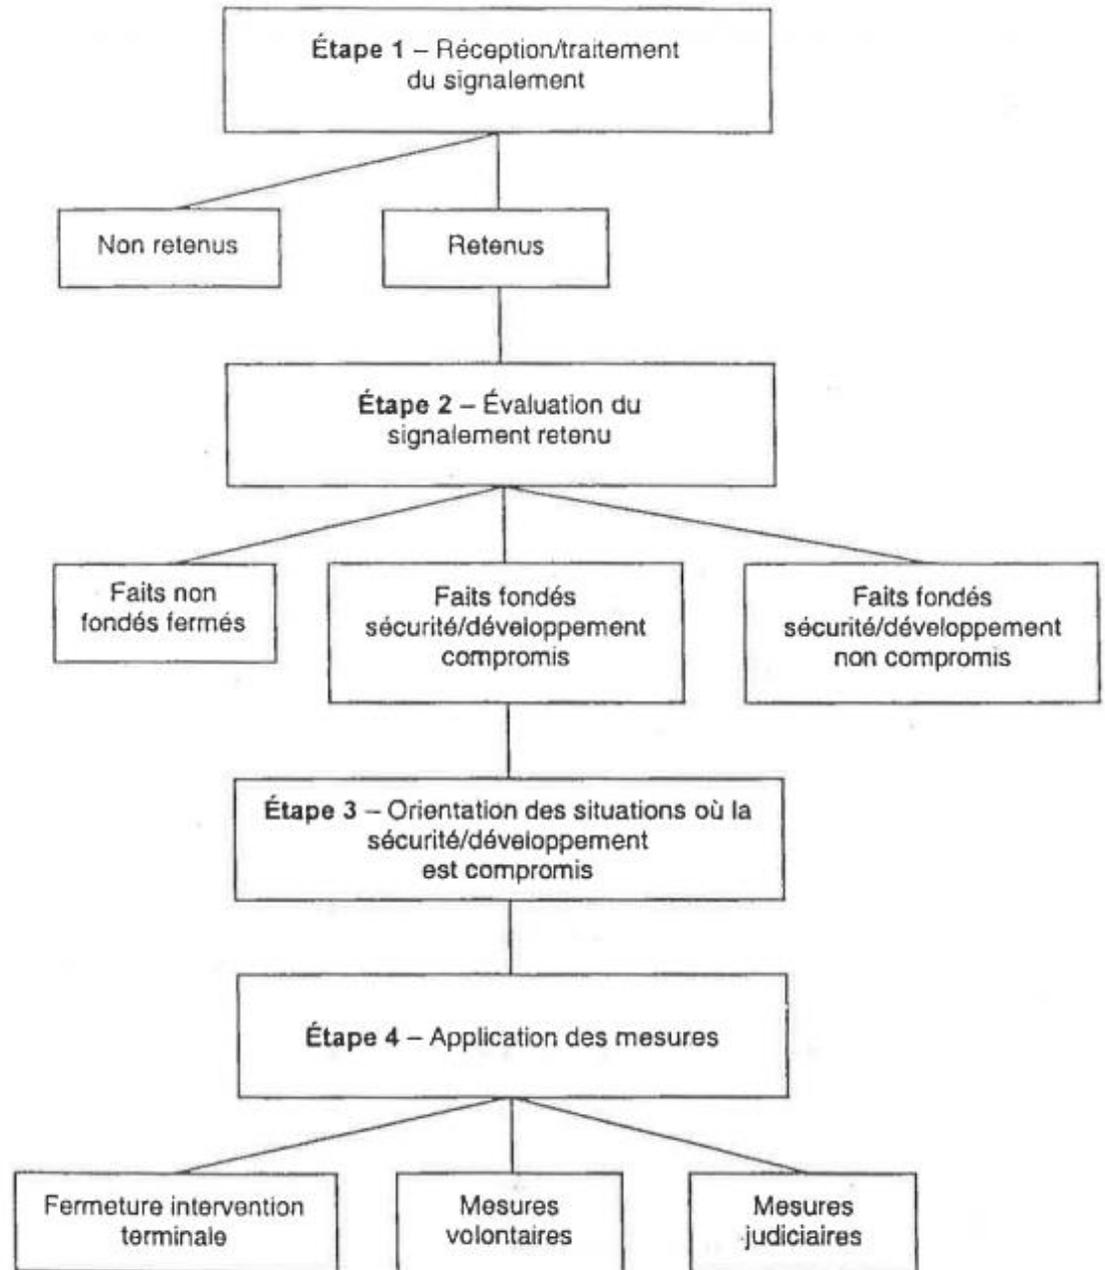 Étape 1 – Réception/traitement
du signalement
Non retenus
Retenus
Étape 2 – Évaluation du
signalement retenu
Faits non
fondés fermés
Faits fondés
sécurité/développement
compromis
Faits fondés
sécurité/développement
non compromis
Étape 3 – Orientation des situations où la
sécurité/développement
est compromis
Étape 4 – Application des mesures
Fermeture intervention
terminale
Mesures
volontaires
Mesures
judiciaires